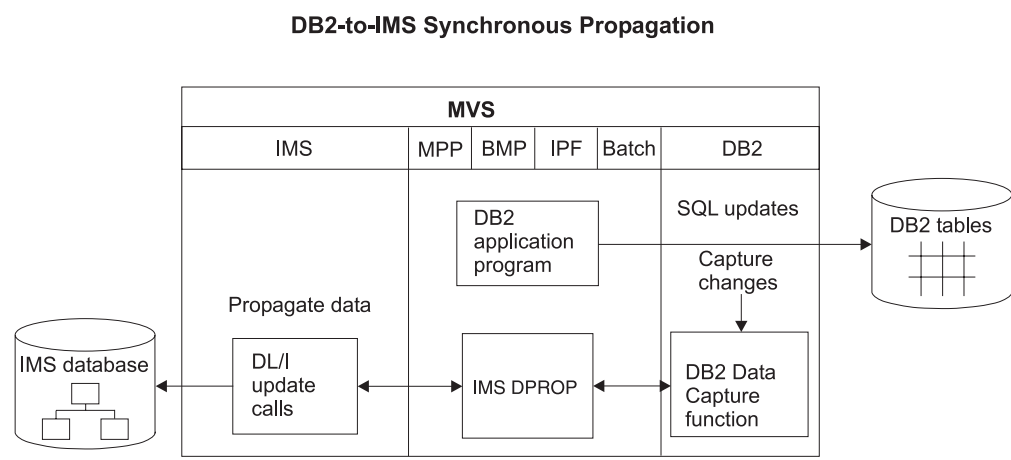 DB2-to-IMS Synchronous Propagation
MVS
IMS
MPP
BMP
IPF
Batch
DB2
DB2
application
program
SQL updates
DB2 tables
Capture
changes
Propagate data
IMS database
DL/I
update
calls
IMS DPROP
DB2 Data
Capture
function